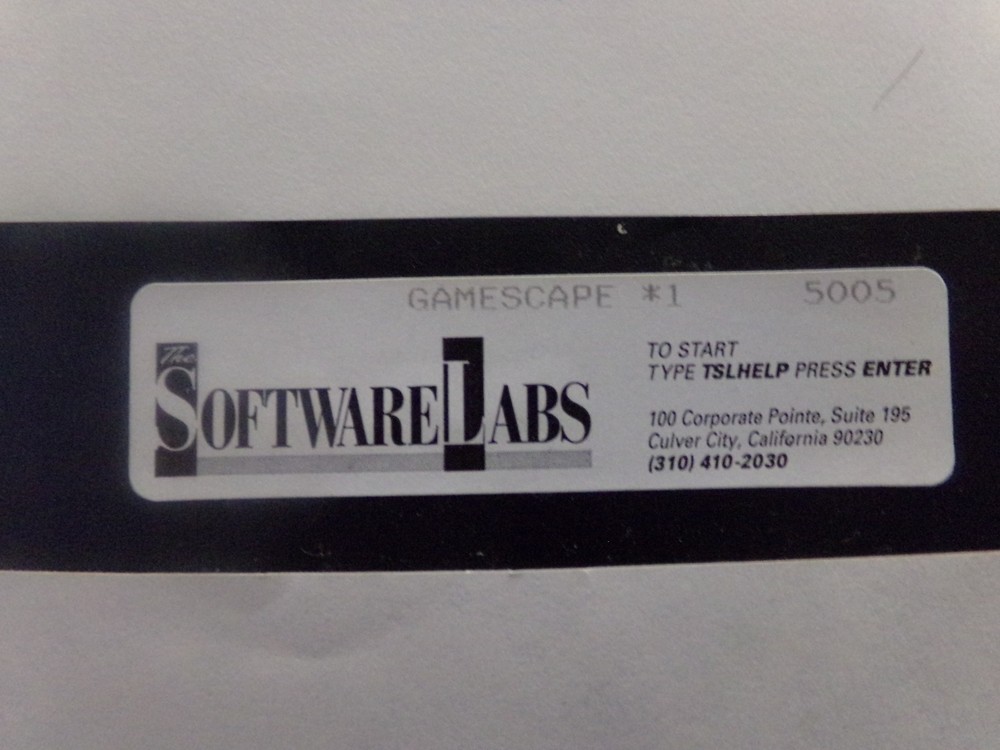 GAMESCAPE *1 5005
The
SOFTWARE LABS
TO START
TYPE TSLHELP PRESS ENTER
100 Corporate Pointe, Suite 195
Culver City, California 90230
(310) 410-2030